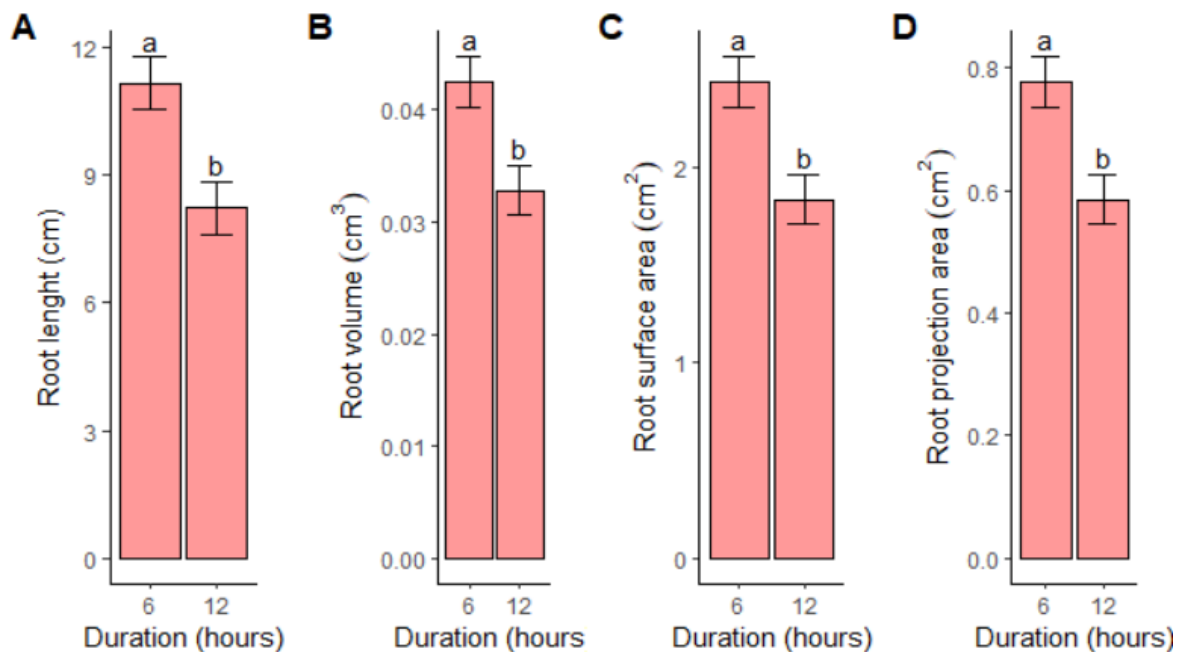 A
Root lenght (cm)
12
9
6
3
0
a
b
6 12
Duration (hours)
B
Root volume (cm³)
0.04
0.03
0.02
0.01
0.00
a
b
6 12
Duration (hours
C
Root surface area (cm²)
2
1
0
a
b
6 12
Duration (hours)
D
Root projection area (cm²)
0.8
0.6
0.4
0.2
0.0
a
b
6 12
Duration (hours)